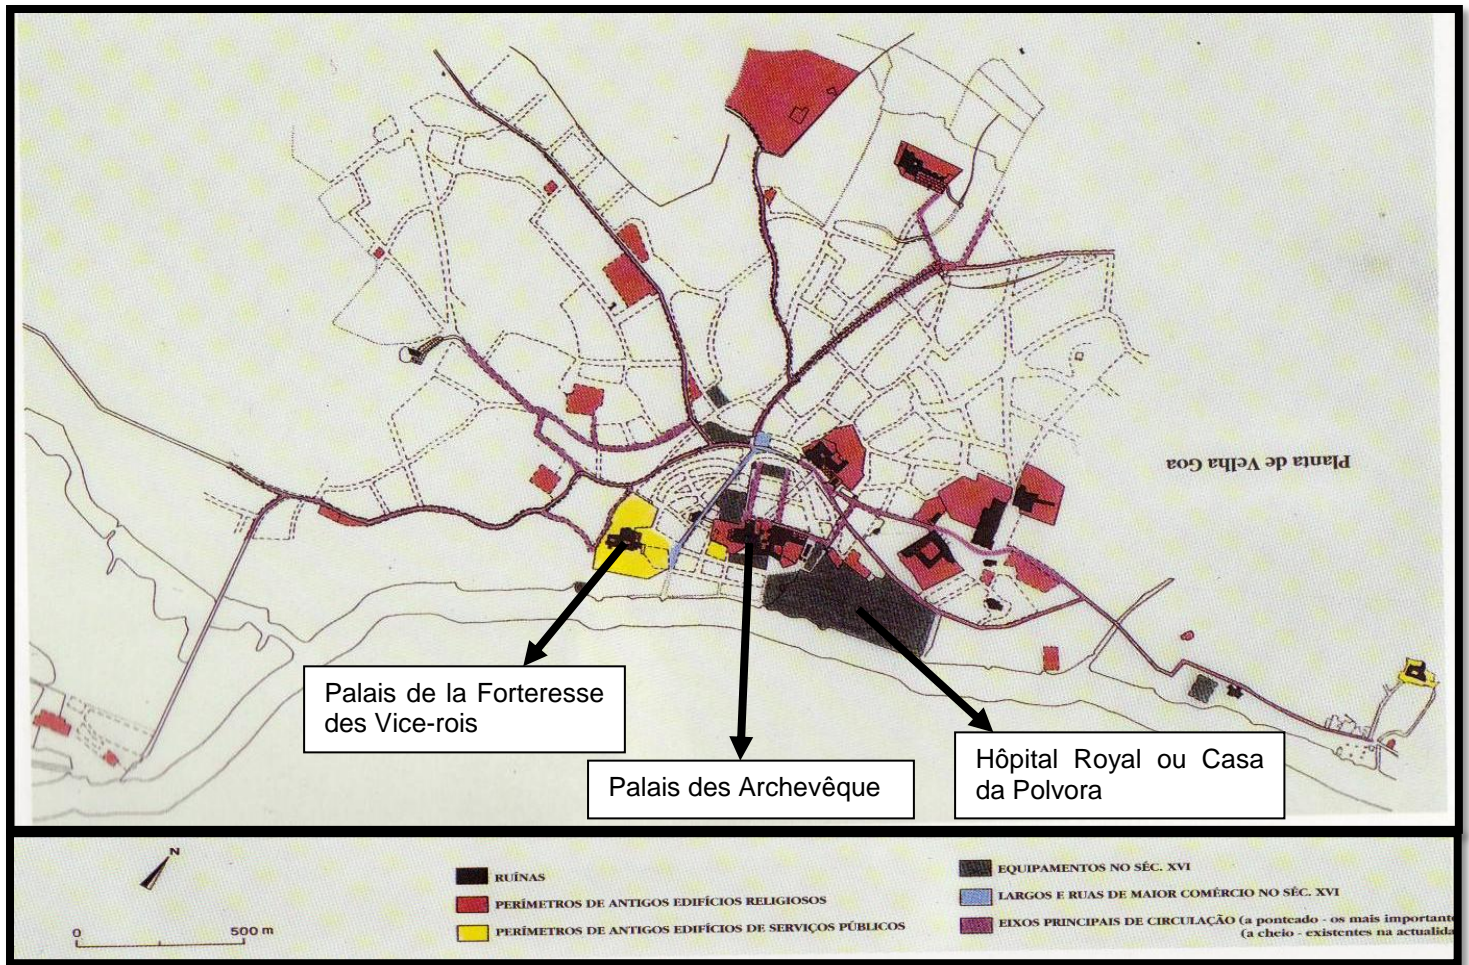 Planta de Velha Goa
Palais de la Forteresse
des Vice-rois
Palais des Archevêque
Hôpital Royal ou Casa
da Polvora
N
0 500 m
RUÍNAS
PERÍMETROS DE ANTIGOS EDIFÍCIOS RELIGIOSOS
PERÍMETROS DE ANTIGOS EDIFÍCIOS DE SERVIÇOS PÚBLICOS
EQUIPAMENTOS NO SÉC. XVI
LARGOS E RUAS DE MAIOR COMÉRCIO NO SÉC. XVI
EIXOS PRINCIPAIS DE CIRCULAÇÃO (a ponteado - os mais important
(a cheio - existentes na actualida